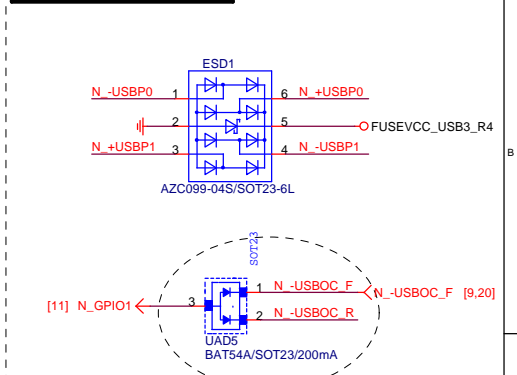 ESD1
N_-USBP0 1 6 N_+USBP0
2 5 FUSEVCC_USB3_R4
N_+USBP1 3 4 N_-USBP1
AZC099-04S/SOT23-6L
B
SOT23
[11] N_GPIO1 3 1 N_-USBOC_F N_-USBOC_F [9,20]
2 N_-USBOC_R
UAD5
BAT54A/SOT23/200mA